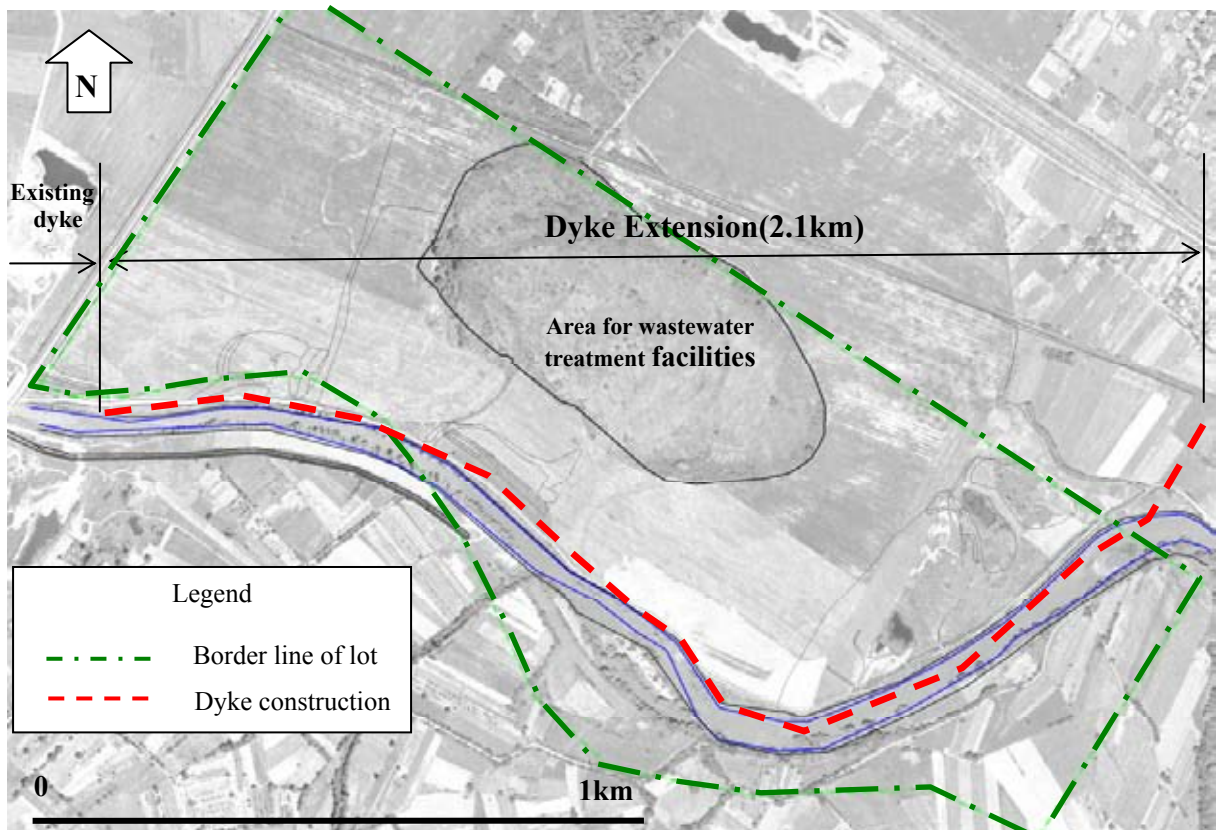 N
Existing
dyke
Dyke Extension(2.1km)
Area for wastewater
treatment facilities
Legend
Border line of lot
Dyke construction
0
1km